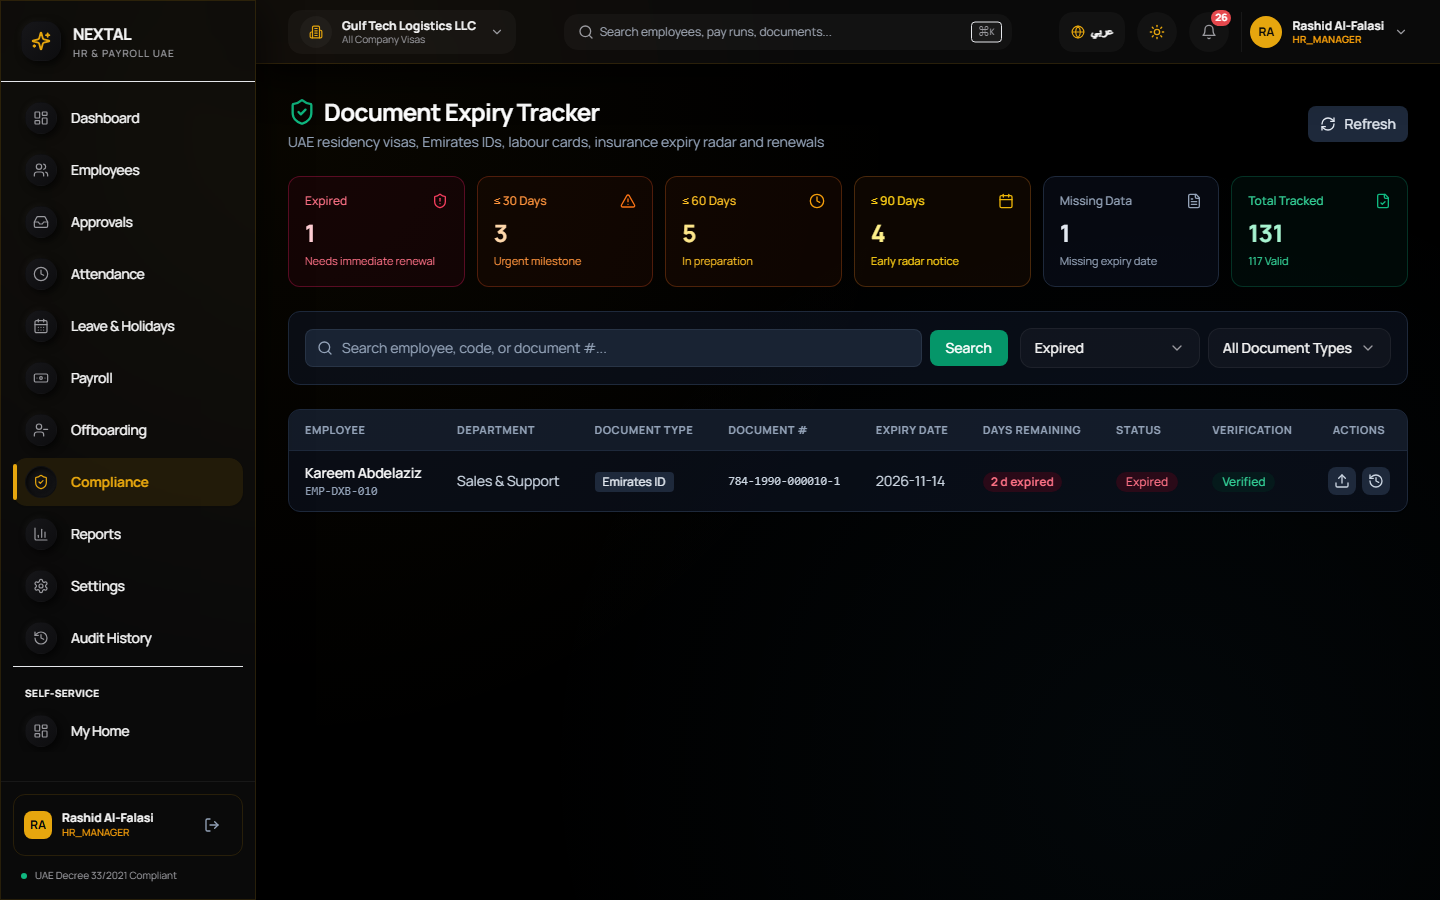 NEXTAL
HR & PAYROLL UAE
Dashboard
Employees
Approvals
Attendance
Leave & Holidays
Payroll
Offboarding
Compliance
Reports
Settings
Audit History
SELF-SERVICE
My Home
RA
Rashid Al-Falasi
HR_MANAGER
UAE Decree 33/2021 Compliant
Gulf Tech Logistics LLC
All Company Visas
Search employees, pay runs, documents...
⌘K
عربي
26
RA
Rashid Al-Falasi
HR_MANAGER
Document Expiry Tracker
UAE residency visas, Emirates IDs, labour cards, insurance expiry radar and renewals
Refresh
Expired
1
Needs immediate renewal
≤ 30 Days
3
Urgent milestone
≤ 60 Days
5
In preparation
≤ 90 Days
4
Early radar notice
Missing Data
1
Missing expiry date
Total Tracked
131
117 Valid
Search employee, code, or document #...
Search
Expired
All Document Types
EMPLOYEE DEPARTMENT DOCUMENT TYPE DOCUMENT # EXPIRY DATE DAYS REMAINING STATUS VERIFICATION ACTIONS
Kareem Abdelaziz
EMP-DXB-010
Sales & Support
Emirates ID
784-1990-000010-1
2026-11-14
2 d expired
Expired
Verified